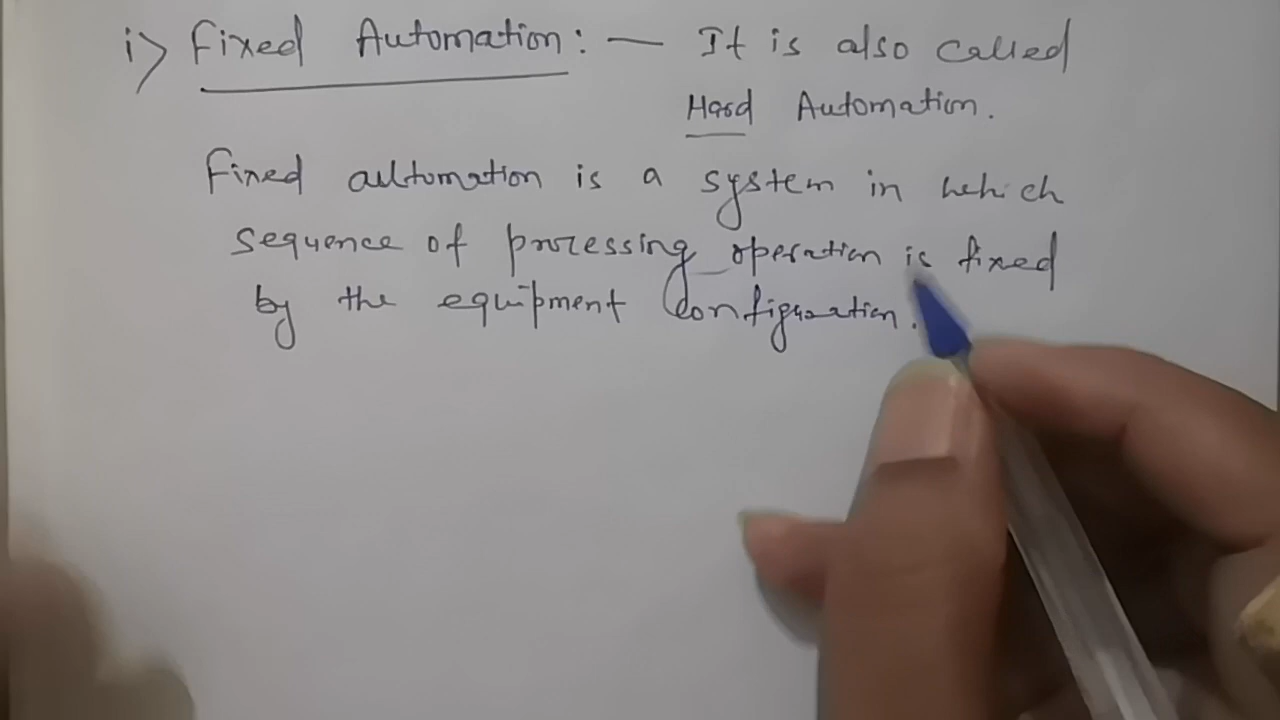 i> Fixed Automation: — It is also called
Hard Automation.
Fixed automation is a system in which
sequence of processing operation is fixed
by the equipment configuration.